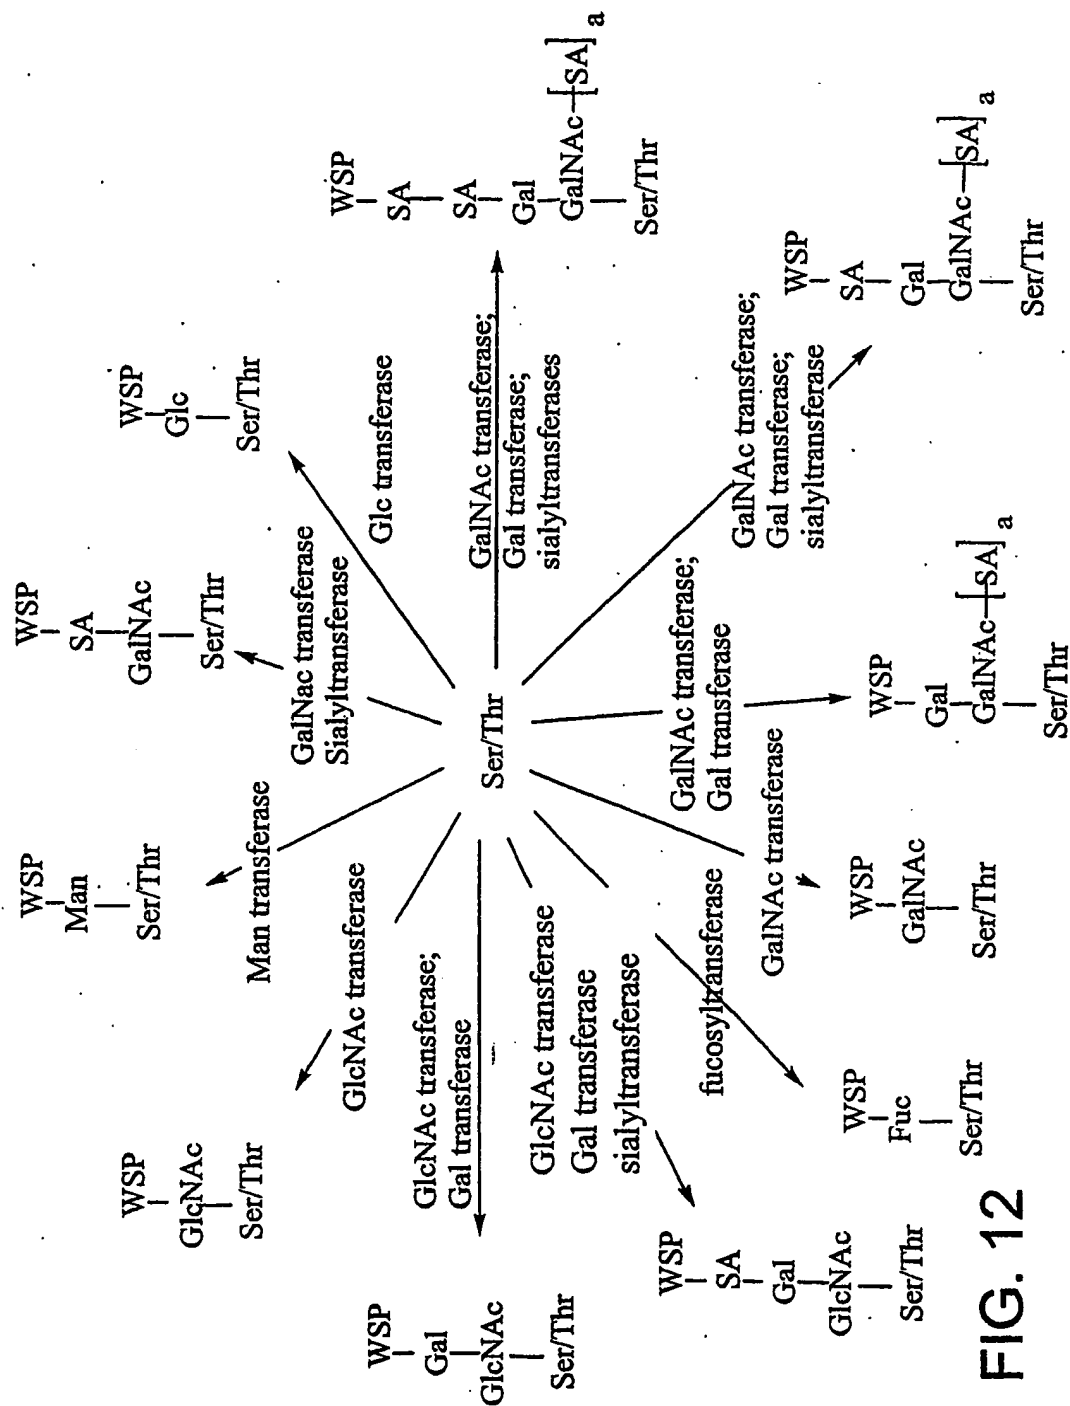 WSP
Man
Ser/Thr
WSP
SA
GalNAc
Ser/Thr
WSP
GlcNAc
Ser/Thr
WSP
Glc
Ser/Thr
Man transferase
GalNac transferase
Sialyltransferase
GlcNAc transferase
Glc transferase
WSP
Gal
GlcNAc
Ser/Thr
GlcNAc transferase;
Gal transferase
Ser/Thr
GalNAc transferase;
Gal transferase;
sialyltransferases
WSP
SA
SA
Gal
GalNAc [SA] a
Ser/Thr
GlcNAc transferase
Gal transferase
sialyltransferase
WSP
SA
Gal
GlcNAc
Ser/Thr
fucosyltransferase
WSP
Fuc
Ser/Thr
GalNAc transferase
WSP
GalNAc
Ser/Thr
GalNAc transferase;
Gal transferase
WSP
Gal
GalNAc [SA] a
Ser/Thr
GalNAc transferase;
Gal transferase;
sialyltransferase
WSP
SA
Gal
GalNAc [SA] a
Ser/Thr
FIG. 12